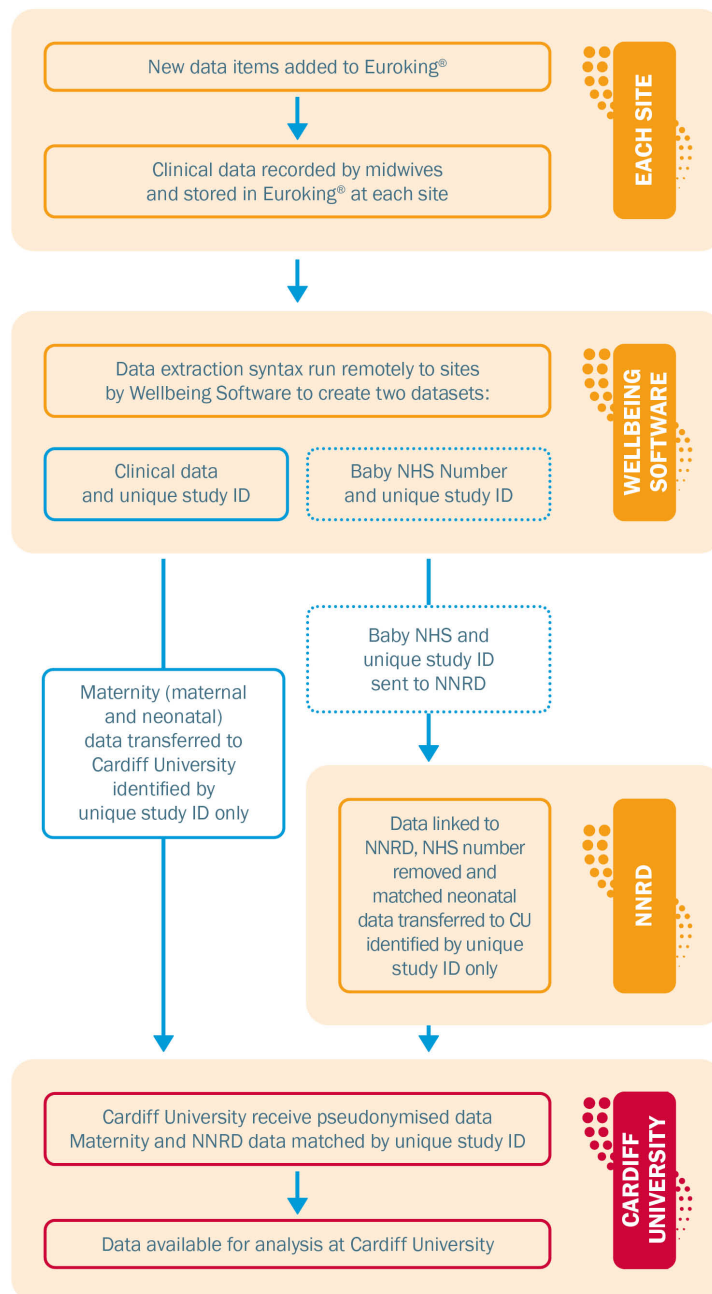 New data items added to Euroking®
Clinical data recorded by midwives
and stored in Euroking® at each site
EACH SITE
Data extraction syntax run remotely to sites
by Wellbeing Software to create two datasets:
Clinical data
and unique study ID
Baby NHS Number
and unique study ID
WELLBEING
SOFTWARE
Baby NHS and
unique study ID
sent to NNRD
Maternity (maternal
and neonatal)
data transferred to
Cardiff University
identified by
unique study ID only
Data linked to
NNRD, NHS number
removed and
matched neonatal
data transferred to CU
identified by unique
study ID only
NNRD
Cardiff University receive pseudonymised data
Maternity and NNRD data matched by unique study ID
Data available for analysis at Cardiff University
CARDIFF
UNIVERSITY